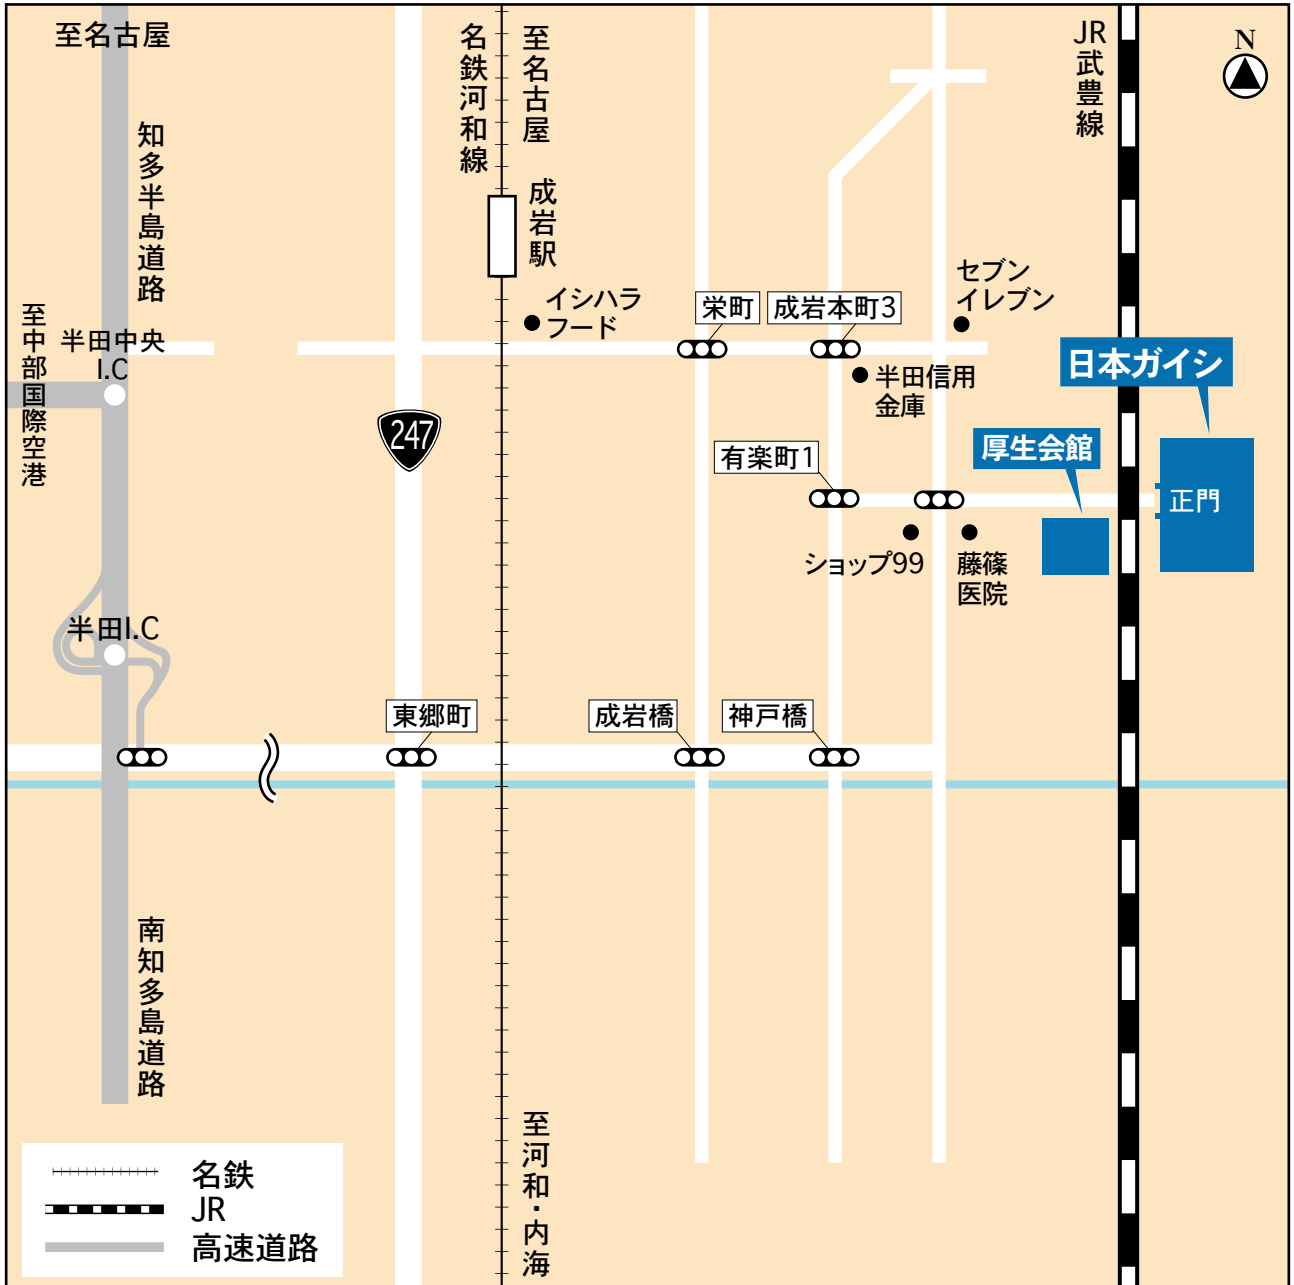 至名古屋
名鉄河和線
至名古屋
JR武豊線
N
知多半島道路
成岩駅
セブン
イレブン
イシハラ
フード
栄町
成岩本町3
至中部国際空港
半田中央
I.C
日本ガイシ
半田信用
金庫
247
有楽町1
厚生会館
正門
ショップ99
藤篠
医院
半田I.C
東郷町
成岩橋
神戸橋
南知多島道路
至河和・内海
名鉄
JR
高速道路